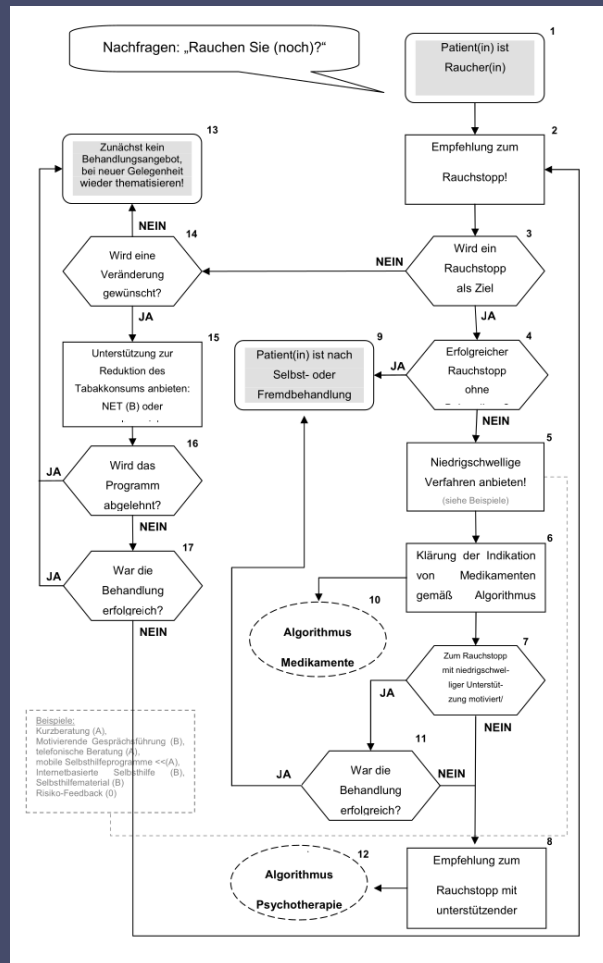 Nachfragen: „Rauchen Sie (noch)?“
1
Patient(in) ist
Raucher(in)
2
Empfehlung zum
Rauchstopp!
3
Wird ein
Rauchstopp
als Ziel
NEIN
JA
13
Zunächst kein
Behandlungsangebot,
bei neuer Gelegenheit
wieder thematisieren!
NEIN
14
Wird eine
Veränderung
gewünscht?
JA
15
Unterstützung zur
Reduktion des
Tabakkonsums anbieten:
NET (B) oder
16
Wird das
Programm
abgelehnt?
JA
NEIN
17
War die
Behandlung
erfolgreich?
JA
NEIN
9
Patient(in) ist nach
Selbst- oder
Fremdbehandlung
JA
4
Erfolgreicher
Rauchstopp
ohne
NEIN
5
Niedrigschwellige
Verfahren anbieten!
(siehe Beispiele)
6
Klärung der Indikation
von Medikamenten
gemäß Algorithmus
10
Algorithmus
Medikamente
7
Zum Rauchstopp
mit niedrigschwel-
liger Unterstüt-
zung motiviert/
JA
NEIN
11
War die
Behandlung
erfolgreich?
JA
NEIN
Beispiele:
Kurzberatung (A),
Motivierende Gesprächsführung (B),
telefonische Beratung (A),
mobile Selbsthilfeprogramme <<(A),
Internetbasierte Selbsthilfe (B),
Selbsthilfematerial (B)
Risiko-Feedback (0)
8
Empfehlung zum
Rauchstopp mit
unterstützender
12
Algorithmus
Psychotherapie